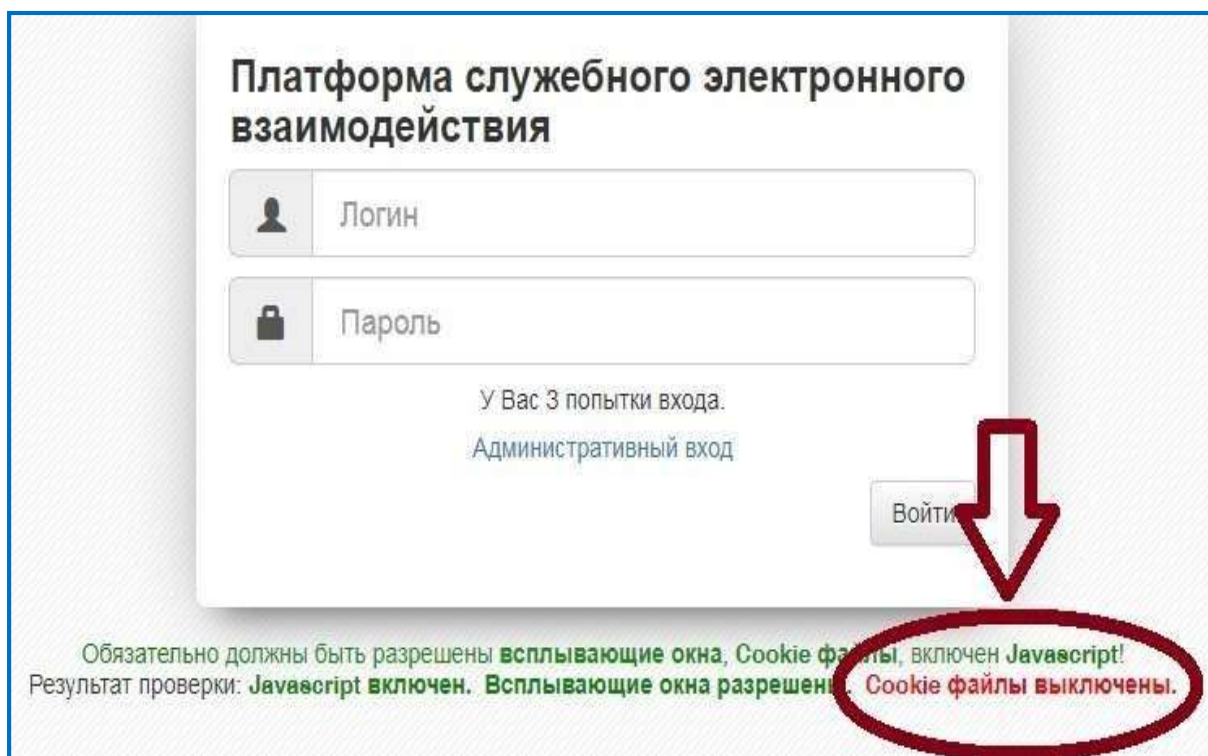 Платформа служебного электронного
взаимодействия
Логин
Пароль
У Вас 3 попытки входа.
Административный вход
Войти
Обязательно должны быть разрешены всплывающие окна, Cookie файлы, включен Javascript!
Результат проверки: Javascript включен. Всплывающие окна разрешены. Cookie файлы выключены.